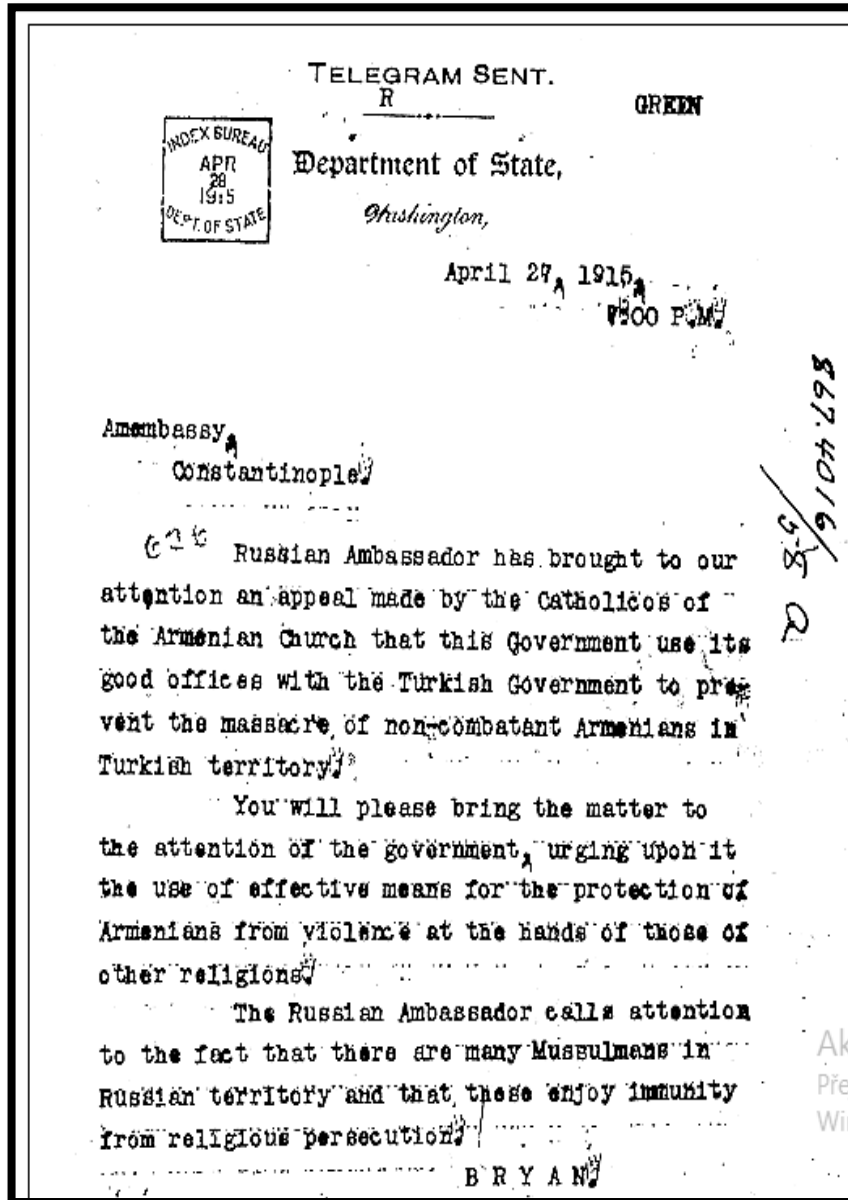 TELEGRAM SENT.
R
GREEN
INDEX BUREAU
APR
28
1915
DEPT. OF STATE
Department of State,
Washington,
April 27, 1915,
P.M.
Amembassy,
Constantinople.
867.4016/
58 a
Russian Ambassador has brought to our
attention an appeal made by the Catholicos of
the Armenian Church that this Government use its
good offices with the Turkish Government to pre-
vent the massacre of non-combatant Armenians in
Turkish territory.
You will please bring the matter to
the attention of the government, urging upon it
the use of effective means for the protection of
Armenians from violence at the hands of those of
other religions.
The Russian Ambassador calls attention
to the fact that there are many Mussulmans in
Russian territory and that these enjoy immunity
from religious persecution.
BRYAN.
Ak
Pře
Win